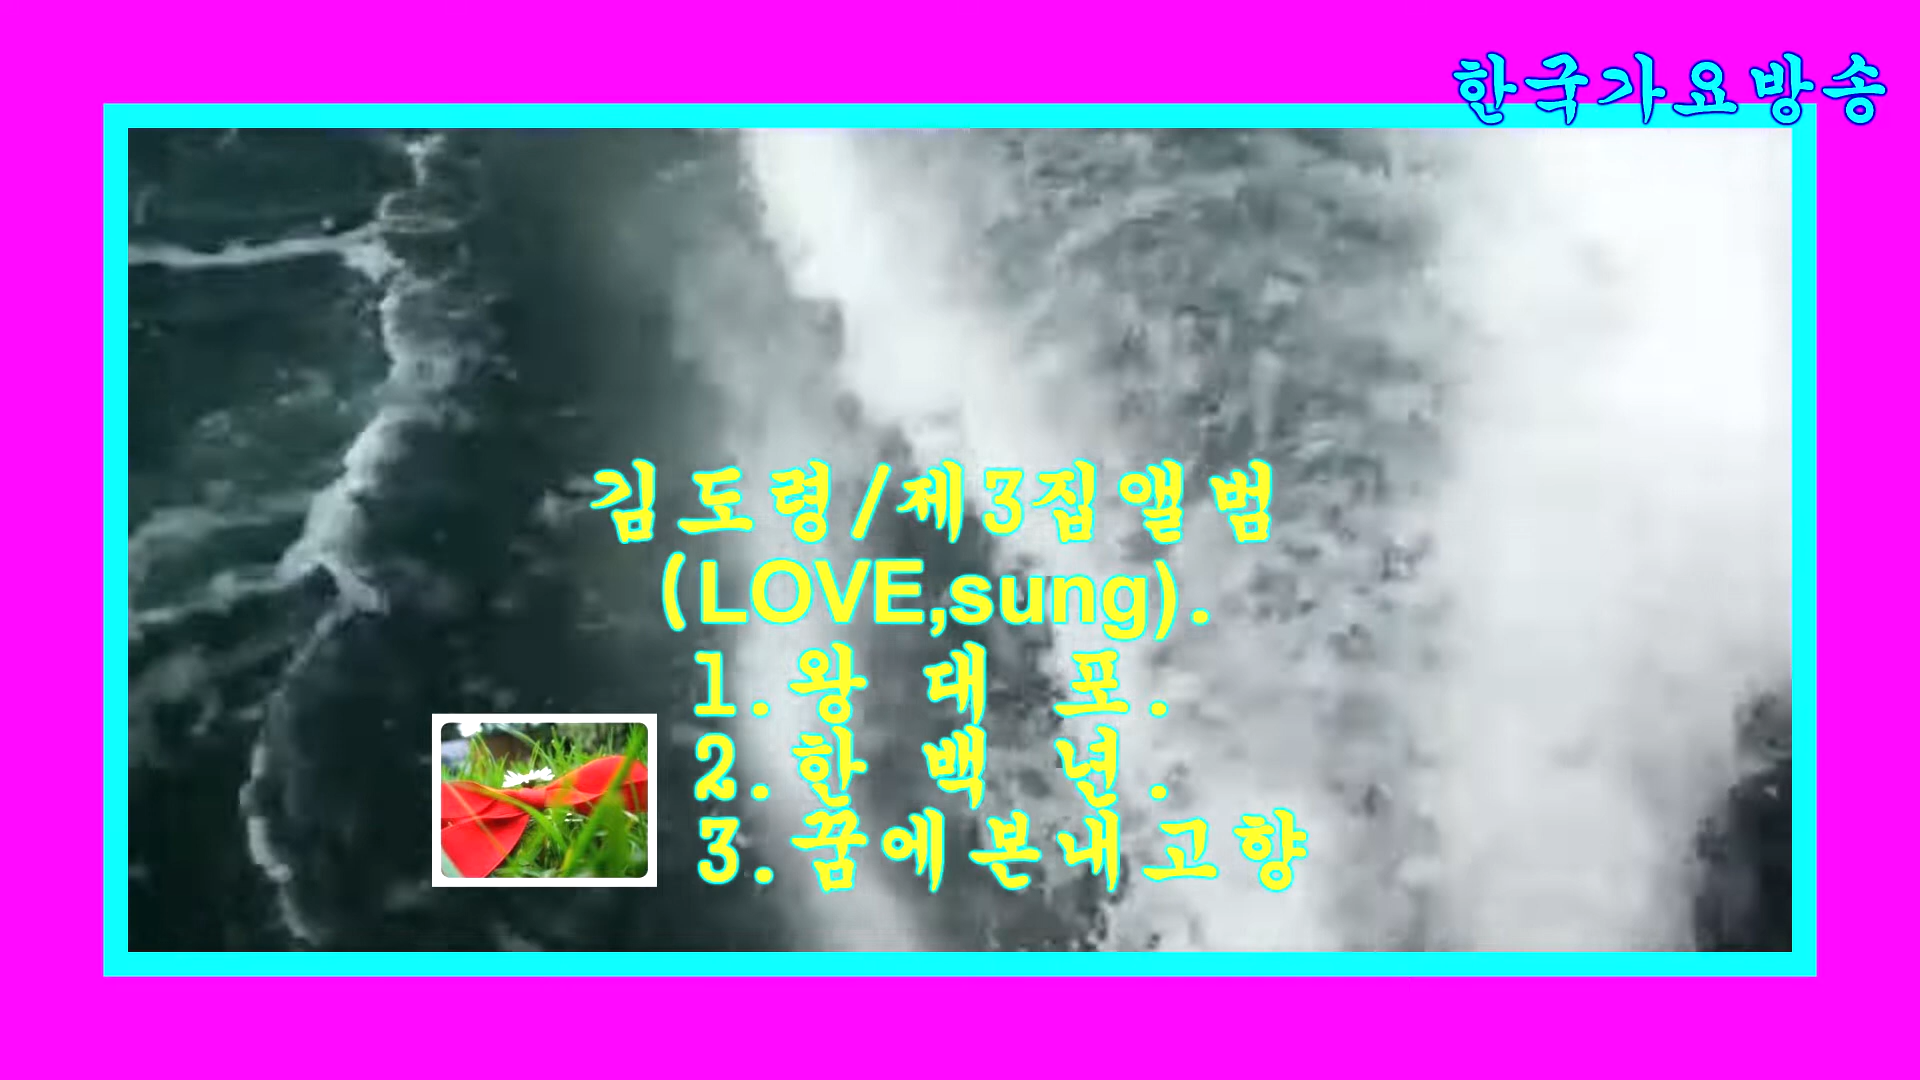 한국가요방송
김도령/제3집앨범
(LOVE,sung).
1.왕 대 포.
2.한 백 년.
3.꿈에본내고향